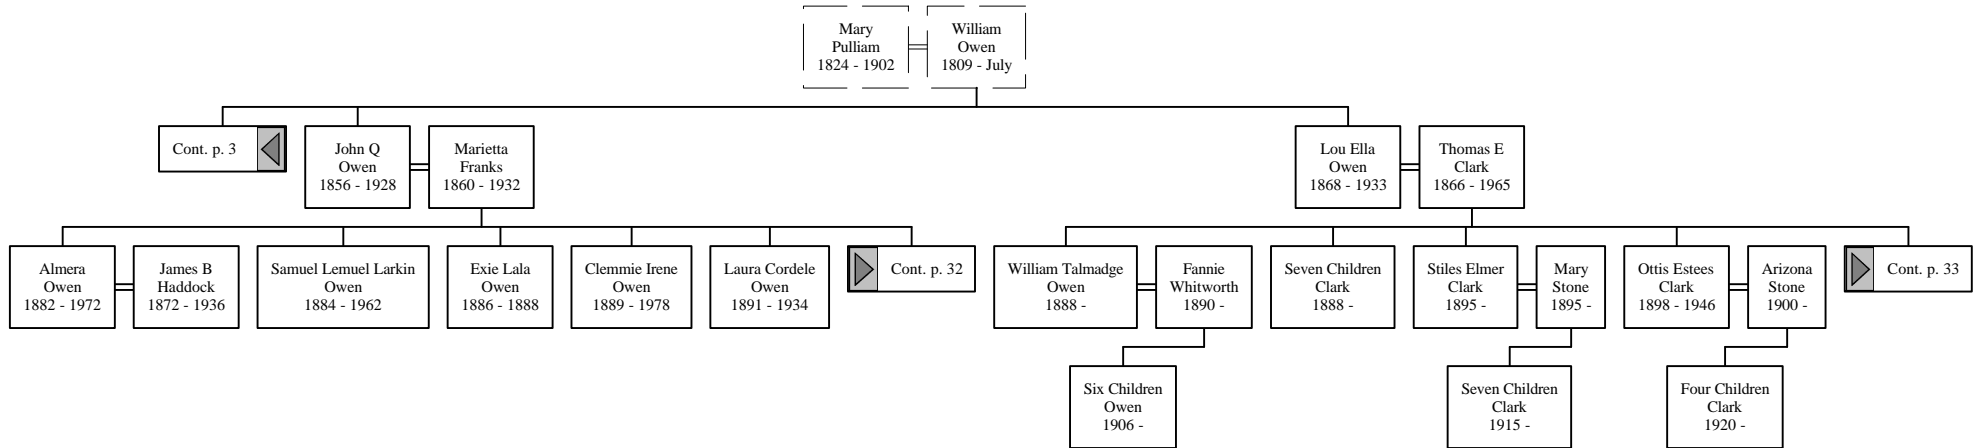 Mary
Pulliam
1824 - 1902
William
Owen
1809 - July
Cont. p. 3
John Q
Owen
1856 - 1928
Marietta
Franks
1860 - 1932
Lou Ella
Owen
1868 - 1933
Thomas E
Clark
1866 - 1965
Almera
Owen
1882 - 1972
James B
Haddock
1872 - 1936
Samuel Lemuel Larkin
Owen
1884 - 1962
Exie Lala
Owen
1886 - 1888
Clemmie Irene
Owen
1889 - 1978
Laura Cordele
Owen
1891 - 1934
Cont. p. 32
William Talmadge
Owen
1888 -
Fannie
Whitworth
1890 -
Seven Children
Clark
1888 -
Stiles Elmer
Clark
1895 -
Mary
Stone
1895 -
Ottis Estees
Clark
1898 - 1946
Arizona
Stone
1900 -
Cont. p. 33
Six Children
Owen
1906 -
Seven Children
Clark
1915 -
Four Children
Clark
1920 -